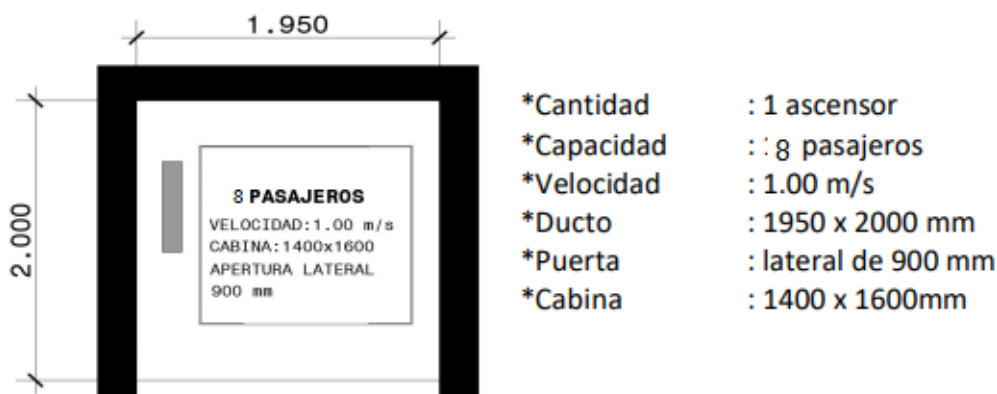 1.950
2.000
8 PASAJEROS
VELOCIDAD:1.00 m/s
CABINA:1400x1600
APERTURA LATERAL
900 mm
*Cantidad : 1 ascensor
*Capacidad : 8 pasajeros
*Velocidad : 1.00 m/s
*Ducto : 1950 x 2000 mm
*Puerta : lateral de 900 mm
*Cabina : 1400 x 1600mm